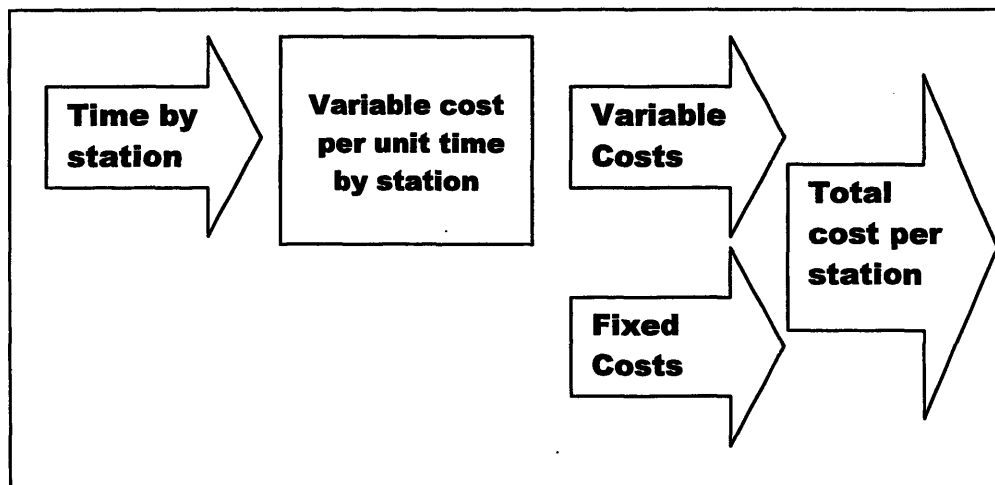 Time by
station
Variable cost
per unit time
by station
Variable
Costs
Fixed
Costs
Total
cost per
station